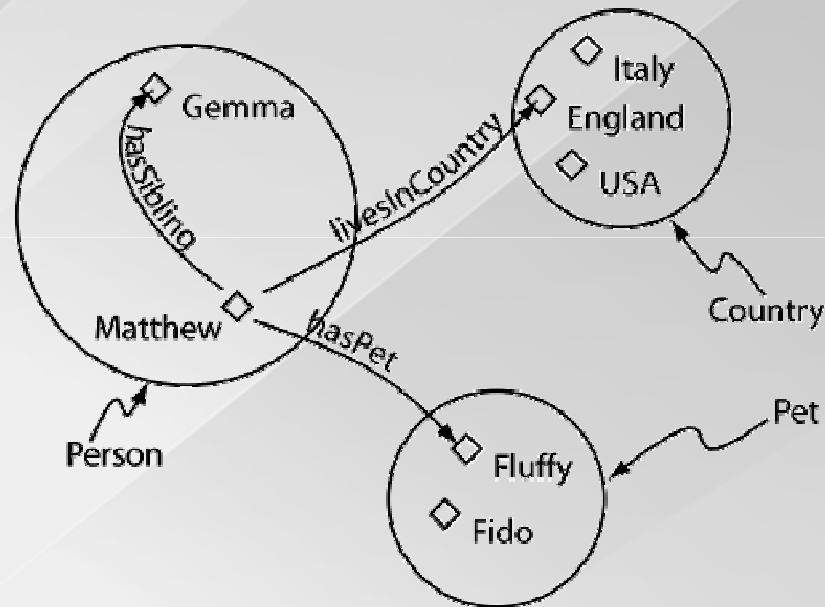 Gemma
hasSibling
Matthew
Person
livesInCountry
Italy
England
USA
Country
hasPet
Pet
Fluffy
Fido